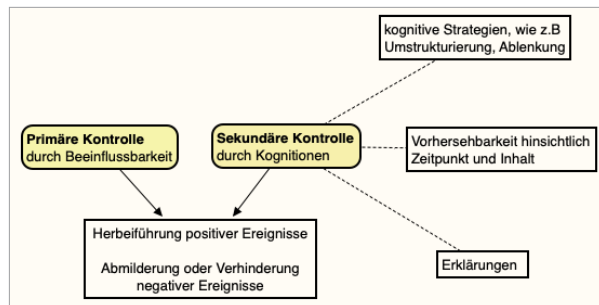 kognitive Strategien, wie z.B
Umstrukturierung, Ablenkung
Primäre Kontrolle
durch Beeinflussbarkeit
Sekundäre Kontrolle
durch Kognitionen
Vorhersehbarkeit hinsichtlich
Zeitpunkt und Inhalt
Herbeiführung positiver Ereignisse
Abmilderung oder Verhinderung
negativer Ereignisse
Erklärungen